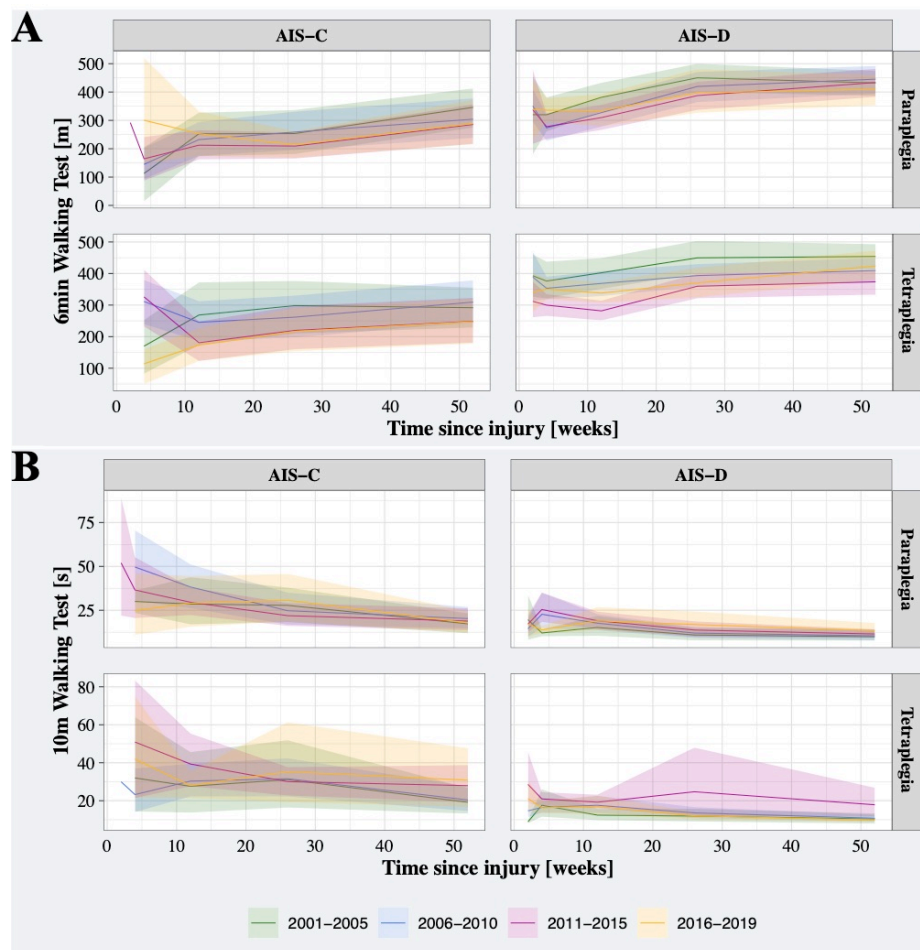 A
AIS–C AIS–D
500
400
300
200
100
0
Paraplegia
500
400
300
200
100
Tetraplegia
6min Walking Test [m]
0 10 20 30 40 50 0 10 20 30 40 50
Time since injury [weeks]
B
AIS–C AIS–D
75
50
25
Paraplegia
80
60
40
20
Tetraplegia
10m Walking Test [s]
0 10 20 30 40 50 0 10 20 30 40 50
Time since injury [weeks]
2001–2005 2006–2010 2011–2015 2016–2019